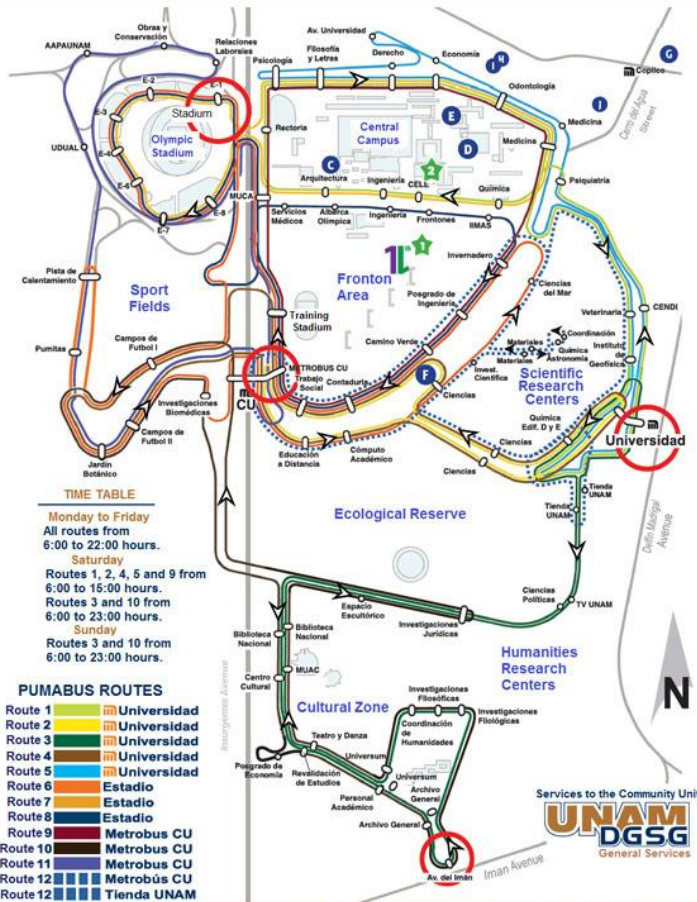 Obras y
Conservación
AAPAUNAM
Relaciones
Laborales
E-1
E-2
Stadium
E-3
Olympic
Stadium
E-4
UDUAL
E-6
E-7
E-8
MUCA
Av. Universidad
Filosofía
y Letras
Derecho
Economía
Psicología
I
H
G
Copilco
Odontología
E
I
Cerro del Agua
Street
Rectoria
Central
Campus
D
Medicina
Medicina
C
2
Arquitectura
Ingeniería
CELE
Química
Psiquiatría
Servicios
Médicos
Alberca
Olímpica
Ingeniería
Frontones
IIMAS
1
Invernadero
Pista de
Calentamiento
Sport
Fields
Fronton
Area
Posgrado de
Ingeniería
Ciencias
del Mar
Training
Stadium
Veterinaria
CENDI
Pumitas
Campos de
Futbol I
Camino Verde
Materiales
Coordinación
Materiales
Química
Astronomía
Instituto
de
Geofísica
METROBUS CU
Trabajo
Social
Contaduría
F
Invest.
Científica
Scientific
Research
Centers
CU
Ciencias
Investigaciones
Biomédicas
Química
Edif. D y E
Universidad
Campos de
Futbol II
Ciencias
Jardín
Botánico
Educación
a Distancia
Cómputo
Académico
Ciencias
Tienda
UNAM
Tienda
UNAM
Delfín Madrigal
Avenue
TIME TABLE
Monday to Friday
All routes from
6:00 to 22:00 hours.
Saturday
Routes 1, 2, 4, 5 and 9 from
6:00 to 15:00 hours.
Routes 3 and 10 from
6:00 to 23:00 hours.
Sunday
Routes 3 and 10 from
6:00 to 23:00 hours.
Ecological Reserve
Ciencias
Políticas
TV UNAM
Espacio
Escultórico
Investigaciones
Jurídicas
Biblioteca
Nacional
Biblioteca
Nacional
Humanities
Research
Centers
Centro
Cultural
MUAC
Insurgentes Avenue
N
Cultural Zone
Investigaciones
Filosóficas
Coordinación
de
Humanidades
Investigaciones
Filológicas
Teatro y Danza
Universum
Posgrado de
Economía
Revalidación
de Estudios
Universum
Personal
Académico
Archivo
General
Archivo General
Av. del Imán
Iman Avenue
PUMABUS ROUTES
Route 1 Universidad
Route 2 Universidad
Route 3 Universidad
Route 4 Universidad
Route 5 Universidad
Route 6 Estadio
Route 7 Estadio
Route 8 Estadio
Route 9 Metrobus CU
Route 10 Metrobus CU
Route 11 Metrobus CU
Route 12 Metrobús CU
Route 12 Tienda UNAM
Services to the Community Uni
UNAM
DGSG
General Services